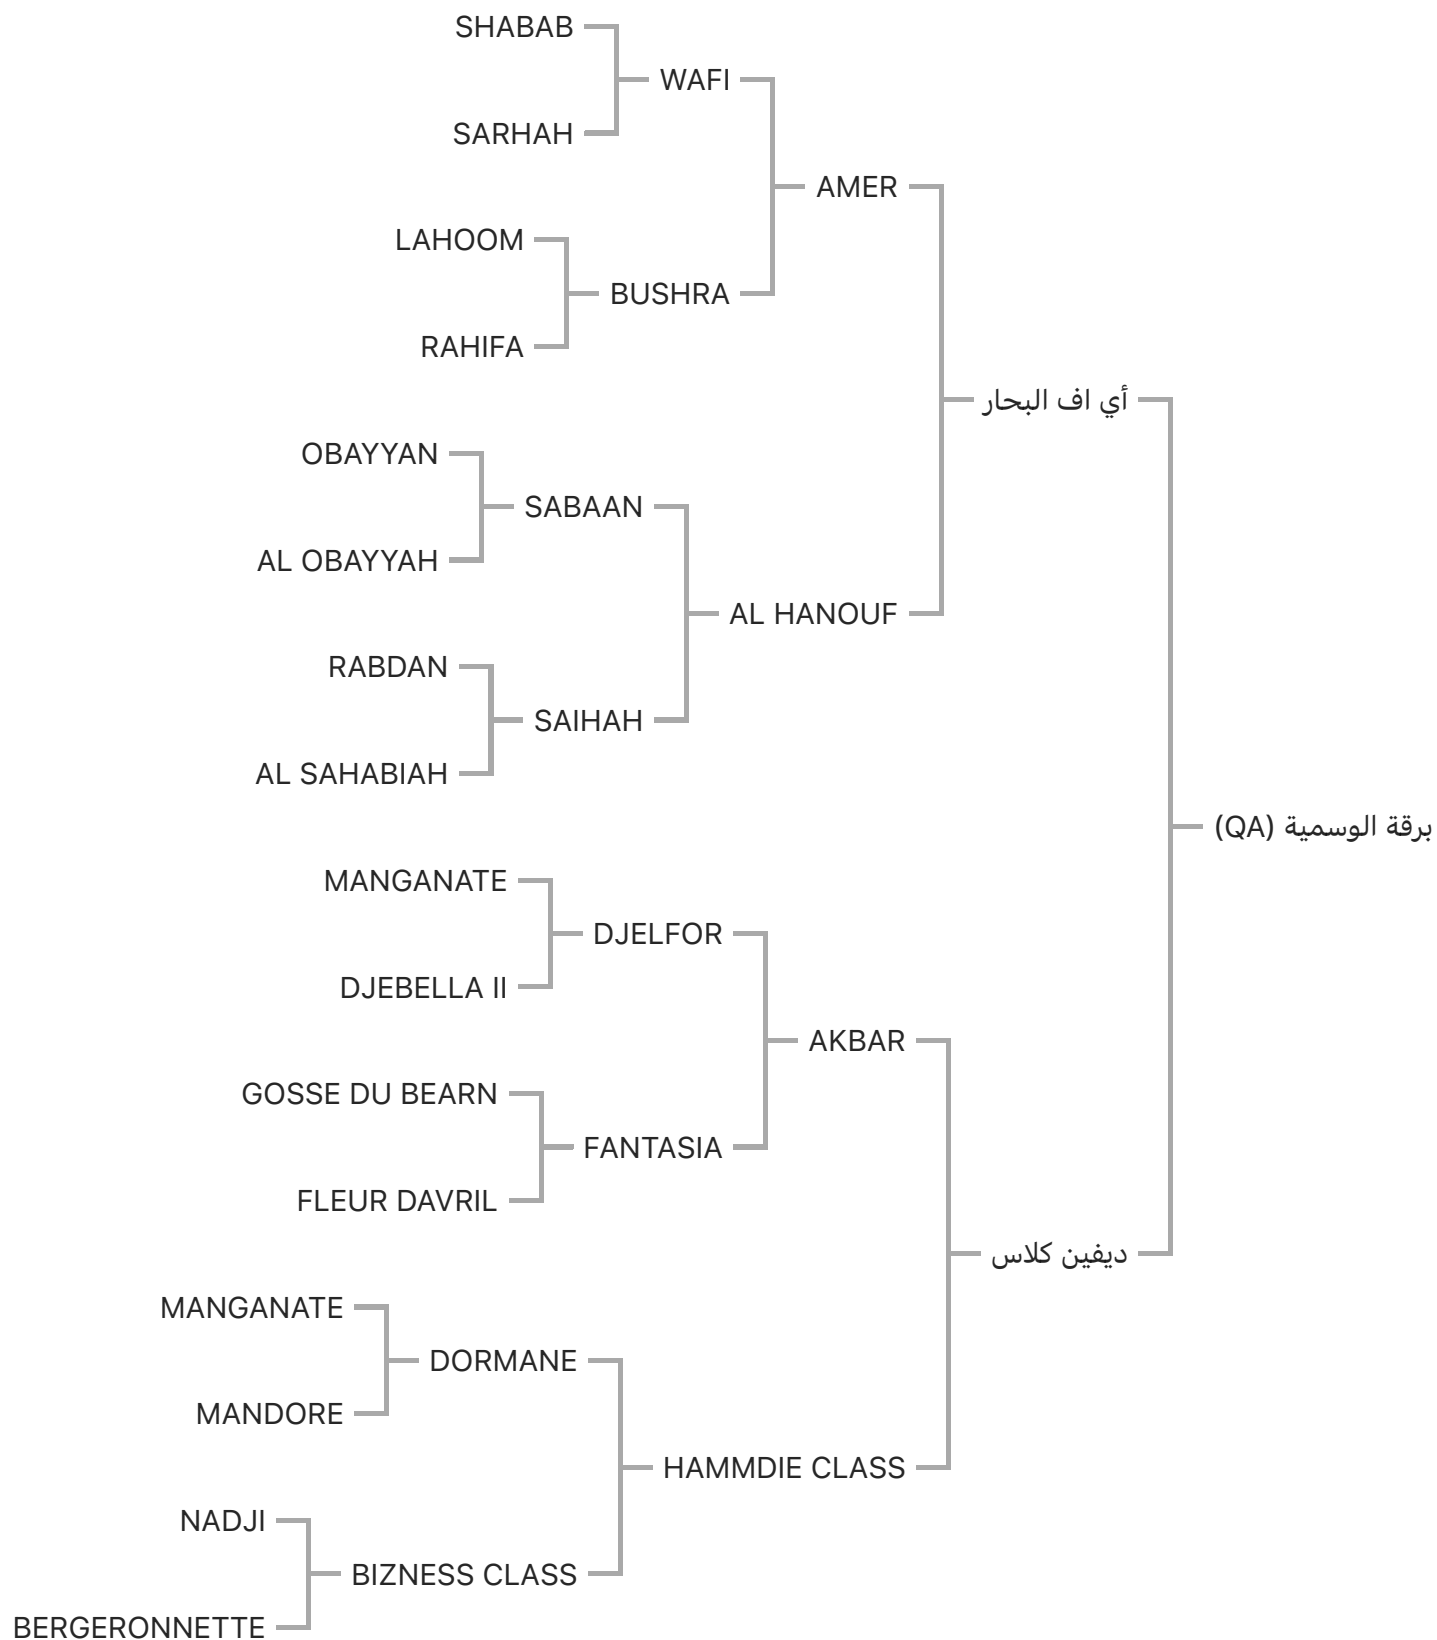 SHABAB
WAFI
SARHAH
AMER
LAHOOM
BUSHRA
RAHIFA
أي اف البحار
OBAYYAN
SABAAN
AL OBAYYAH
AL HANOUF
RABDAN
SAIHAH
AL SAHABIAH
برقة الوسمية (QA)
MANGANATE
DJELFOR
DJEBELLA II
AKBAR
GOSSE DU BEARN
FANTASIA
FLEUR DAVRIL
ديفين كلاس
MANGANATE
DORMANE
MANDORE
HAMMDIE CLASS
NADJI
BIZNESS CLASS
BERGERONNETTE